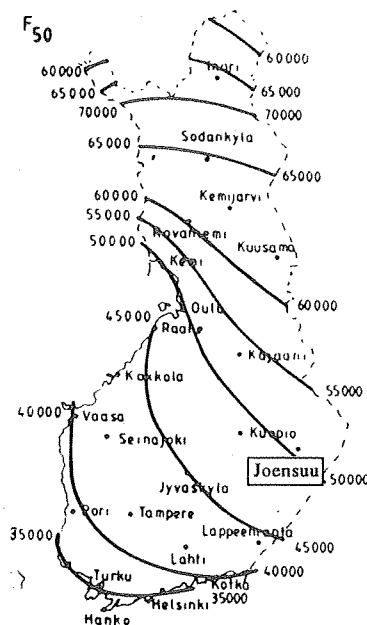 F50
60000
60000
Inari
65000
65000
70000
70000
Sodankyla
65000
65000
Kemijarvi
60000
55000
Rovaniemi
50000
Kuusamo
Kemi
60000
Oulu
45000
Raahe
Kajaani
55000
Kokkola
40000
Vaasa
Seinajoki
Kuopio
Joensuu
50000
Jyvaskyla
Pori
Tampere
35000
Lappeenranta
45000
Lahti
40000
Turku
Kotka
35000
Helsinki
Hanko